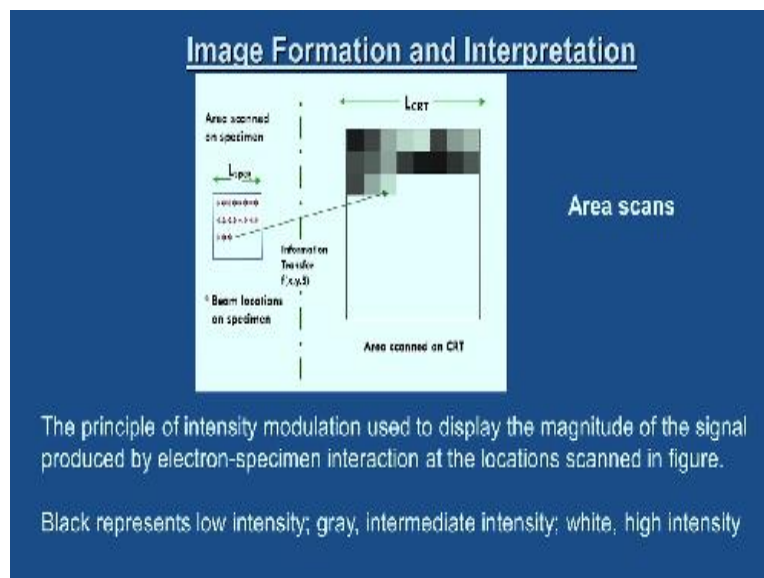 Image Formation and Interpretation
Area scanned
on specimen
LCRT
Lspen
Area scans
Information
Transfer
f(x,y,S)
* Beam locations
on specimen
Area scanned on CRT
The principle of intensity modulation used to display the magnitude of the signal
produced by electron-specimen interaction at the locations scanned in figure.
Black represents low intensity; gray, intermediate intensity; white, high intensity